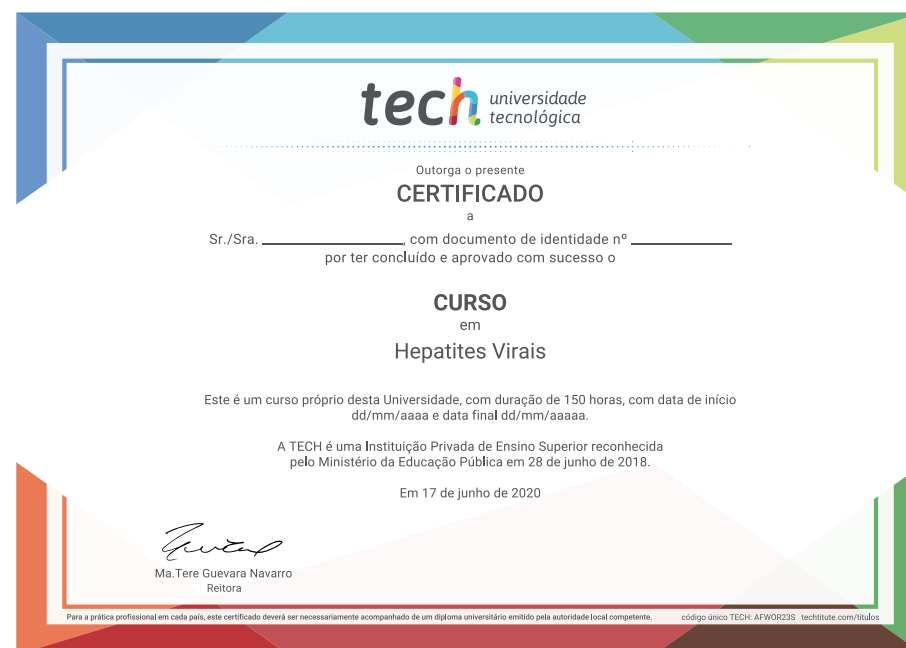 tech universidade
tecnológica
Outorga o presente
CERTIFICADO
a
Sr./Sra. ____________, com documento de identidade nº ____________
por ter concluído e aprovado com sucesso o
CURSO
em
Hepatites Virais
Este é um curso próprio desta Universidade, com duração de 150 horas, com data de início
dd/mm/aaaa e data final dd/mm/aaaaa.
A TECH é uma Instituição Privada de Ensino Superior reconhecida
pelo Ministério da Educação Pública em 28 de junho de 2018.
Em 17 de junho de 2020
Ma.Tere Guevara Navarro
Reitora
Para a prática profissional em cada país, este certificado deverá ser necessariamente acompanhado de um diploma universitário emitido pela autoridade local competente. código único TECH: AFWOR23S techtitute.com/titulos